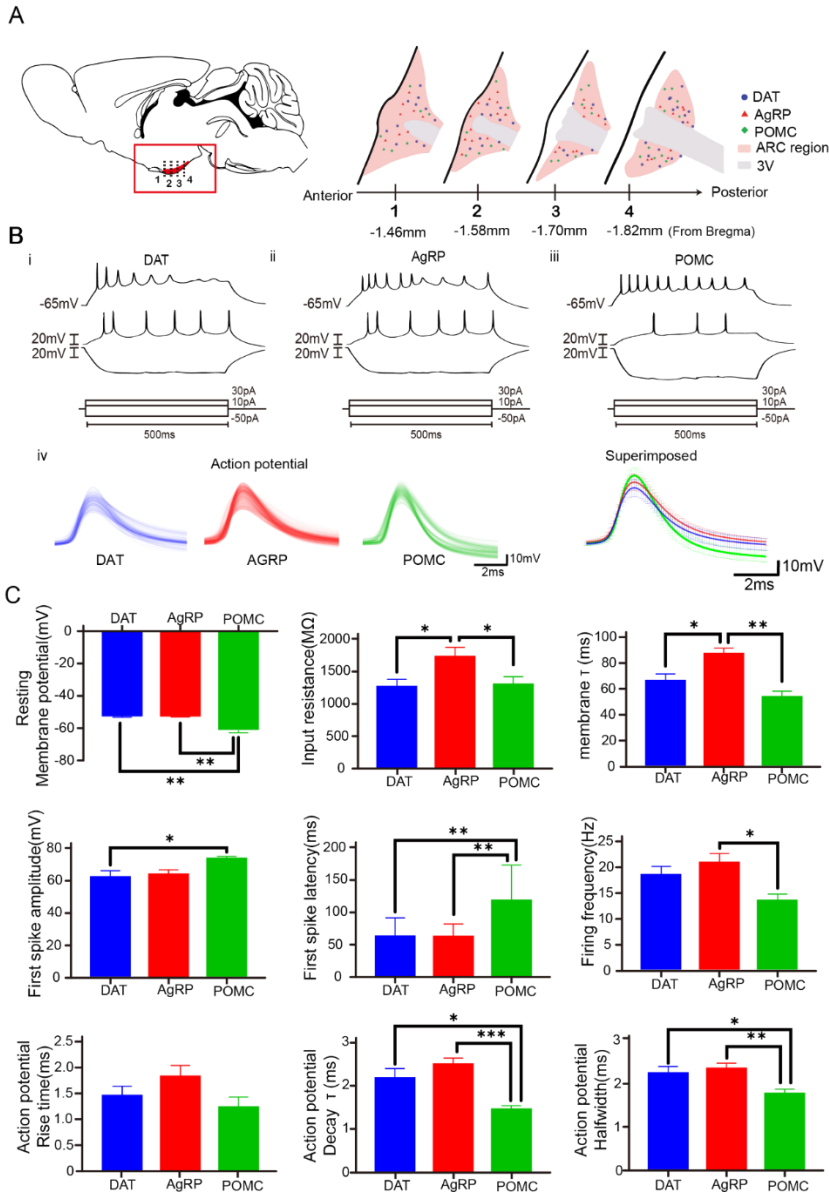 A
DAT
AgRP
POMC
ARC region
3V
1 2 3 4
Anterior
Posterior
1 2 3 4
-1.46mm -1.58mm -1.70mm -1.82mm (From Bregma)
B
i DAT
-65mV
20mV
20mV
30pA
10pA
-50pA
500ms
ii AgRP
-65mV
20mV
20mV
30pA
10pA
-50pA
500ms
iii POMC
-65mV
20mV
20mV
30pA
10pA
-50pA
500ms
iv Action potential Superimposed
DAT AGRP POMC
10mV
2ms
10mV
2ms
C
DAT AgRP POMC
Resting
Membrane potential(mV)
0
-20
-40
-60
-80
**
**
Input resistance(MΩ)
2000
1500
1000
500
0
* *
DAT AgRP POMC
membrane τ (ms)
100
80
60
40
20
0
* **
DAT AgRP POMC
First spike amplitude(mV)
80
60
40
20
0
*
DAT AgRP POMC
First spike latency(ms)
200
150
100
50
0
**
**
DAT AgRP POMC
Firing frequency(Hz)
25
20
15
10
5
0
*
DAT AgRP POMC
Action potential
Rise time(ms)
2.5
2.0
1.5
1.0
0.5
0.0
DAT AgRP POMC
Action potential
Decay τ (ms)
3
2
1
0
*
***
DAT AgRP POMC
Action potential
Halfwidth(ms)
3
2
1
0
*
**
DAT AgRP POMC